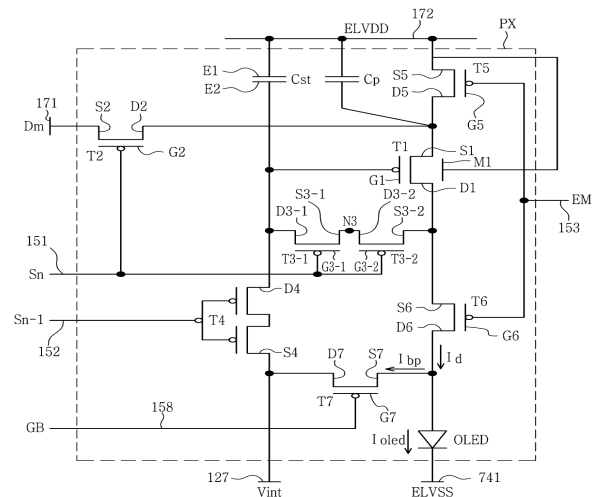 172
ELVDD
PX
E1
E2
Cst
Cp
S5
T5
D5
G5
171
Dm
S2
D2
T2
G2
T1
S1
M1
G1
D1
S3-1
D3-2
D3-1
N3
S3-2
EM
153
151
Sn
T3-1
G3-1
G3-2
T3-2
D4
Sn-1
152
T4
S6
T6
D6
G6
S4
D7
S7
I bp
I d
T7
G7
GB
158
I oled
OLED
127
Vint
741
ELVSS